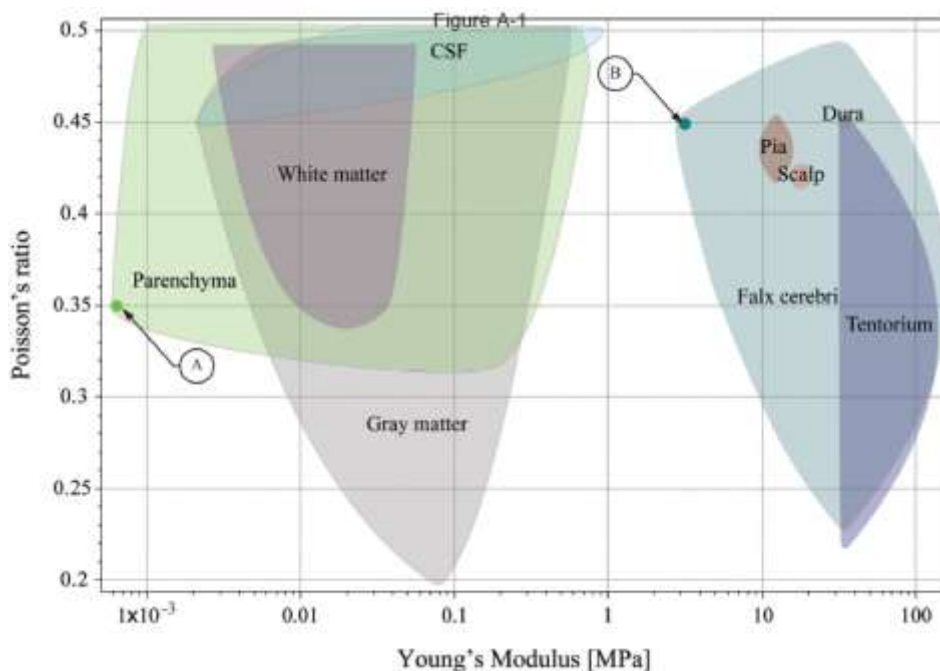 Figure A-1
0.5
CSF
B
0.45
Dura
Pia
White matter
Scalp
0.4
Poisson's ratio
Parenchyma
0.35
Falx cerebri
Tentorium
A
0.3
Gray matter
0.25
0.2
1x10⁻³
0.01
0.1
1
10
100
Young's Modulus [MPa]